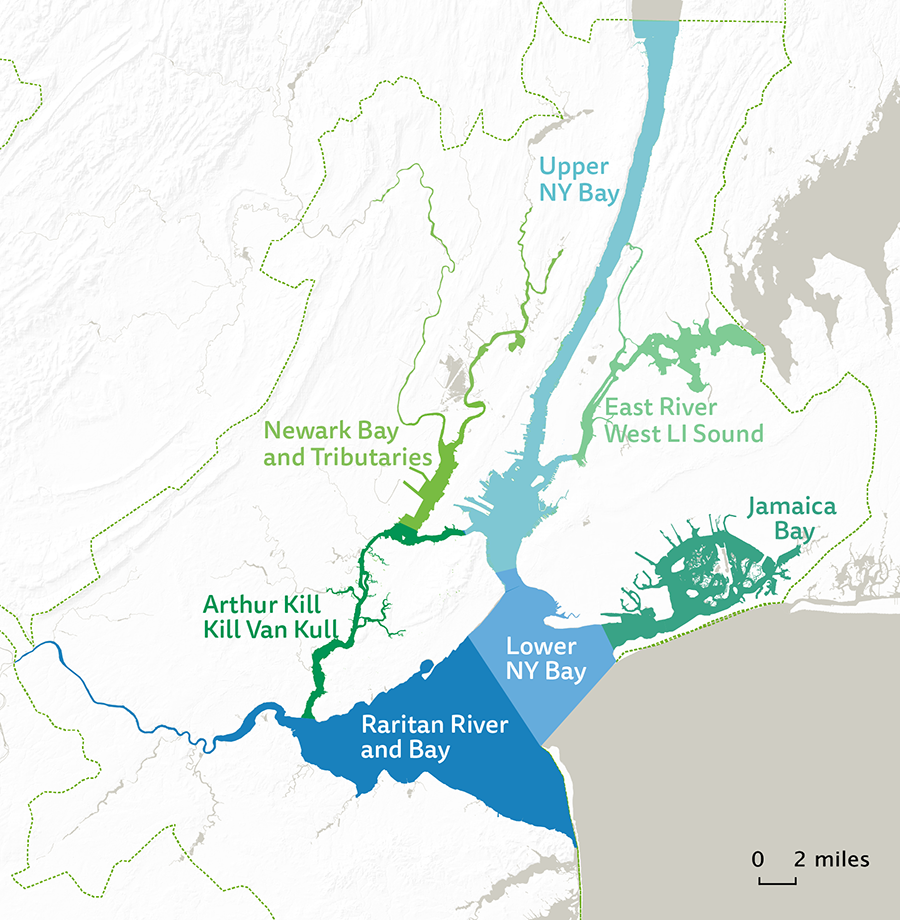 Upper
NY Bay
East River
West LI Sound
Newark Bay
and Tributaries
Jamaica
Bay
Arthur Kill
Kill Van Kull
Lower
NY Bay
Raritan River
and Bay
0 2 miles